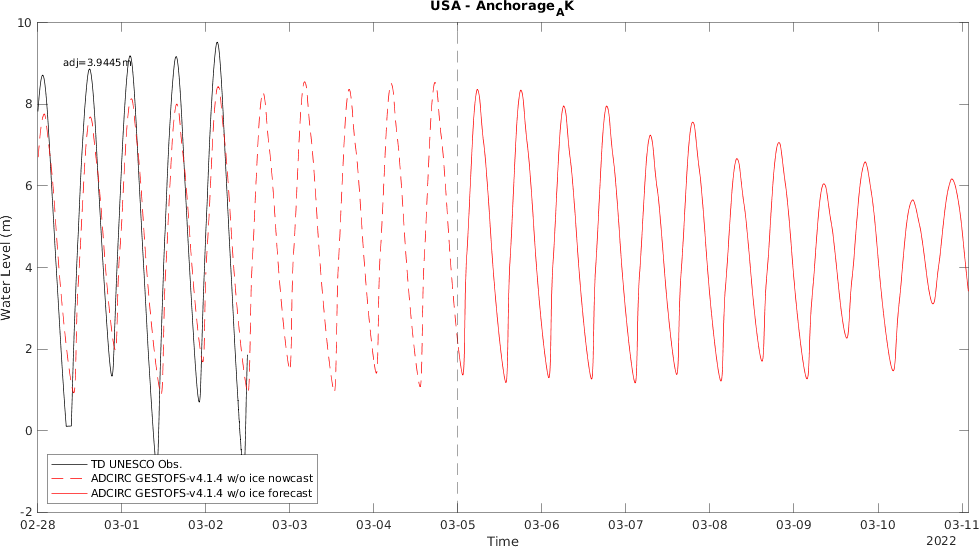 USA - Anchorage_AK
adj=3.9445m
10
8
6
4
2
0
-2
Water Level (m)
TD UNESCO Obs.
ADCIRC GESTOFS-v4.1.4 w/o ice nowcast
ADCIRC GESTOFS-v4.1.4 w/o ice forecast
02-28 03-01 03-02 03-03 03-04 03-05 03-06 03-07 03-08 03-09 03-10 03-11
Time
2022